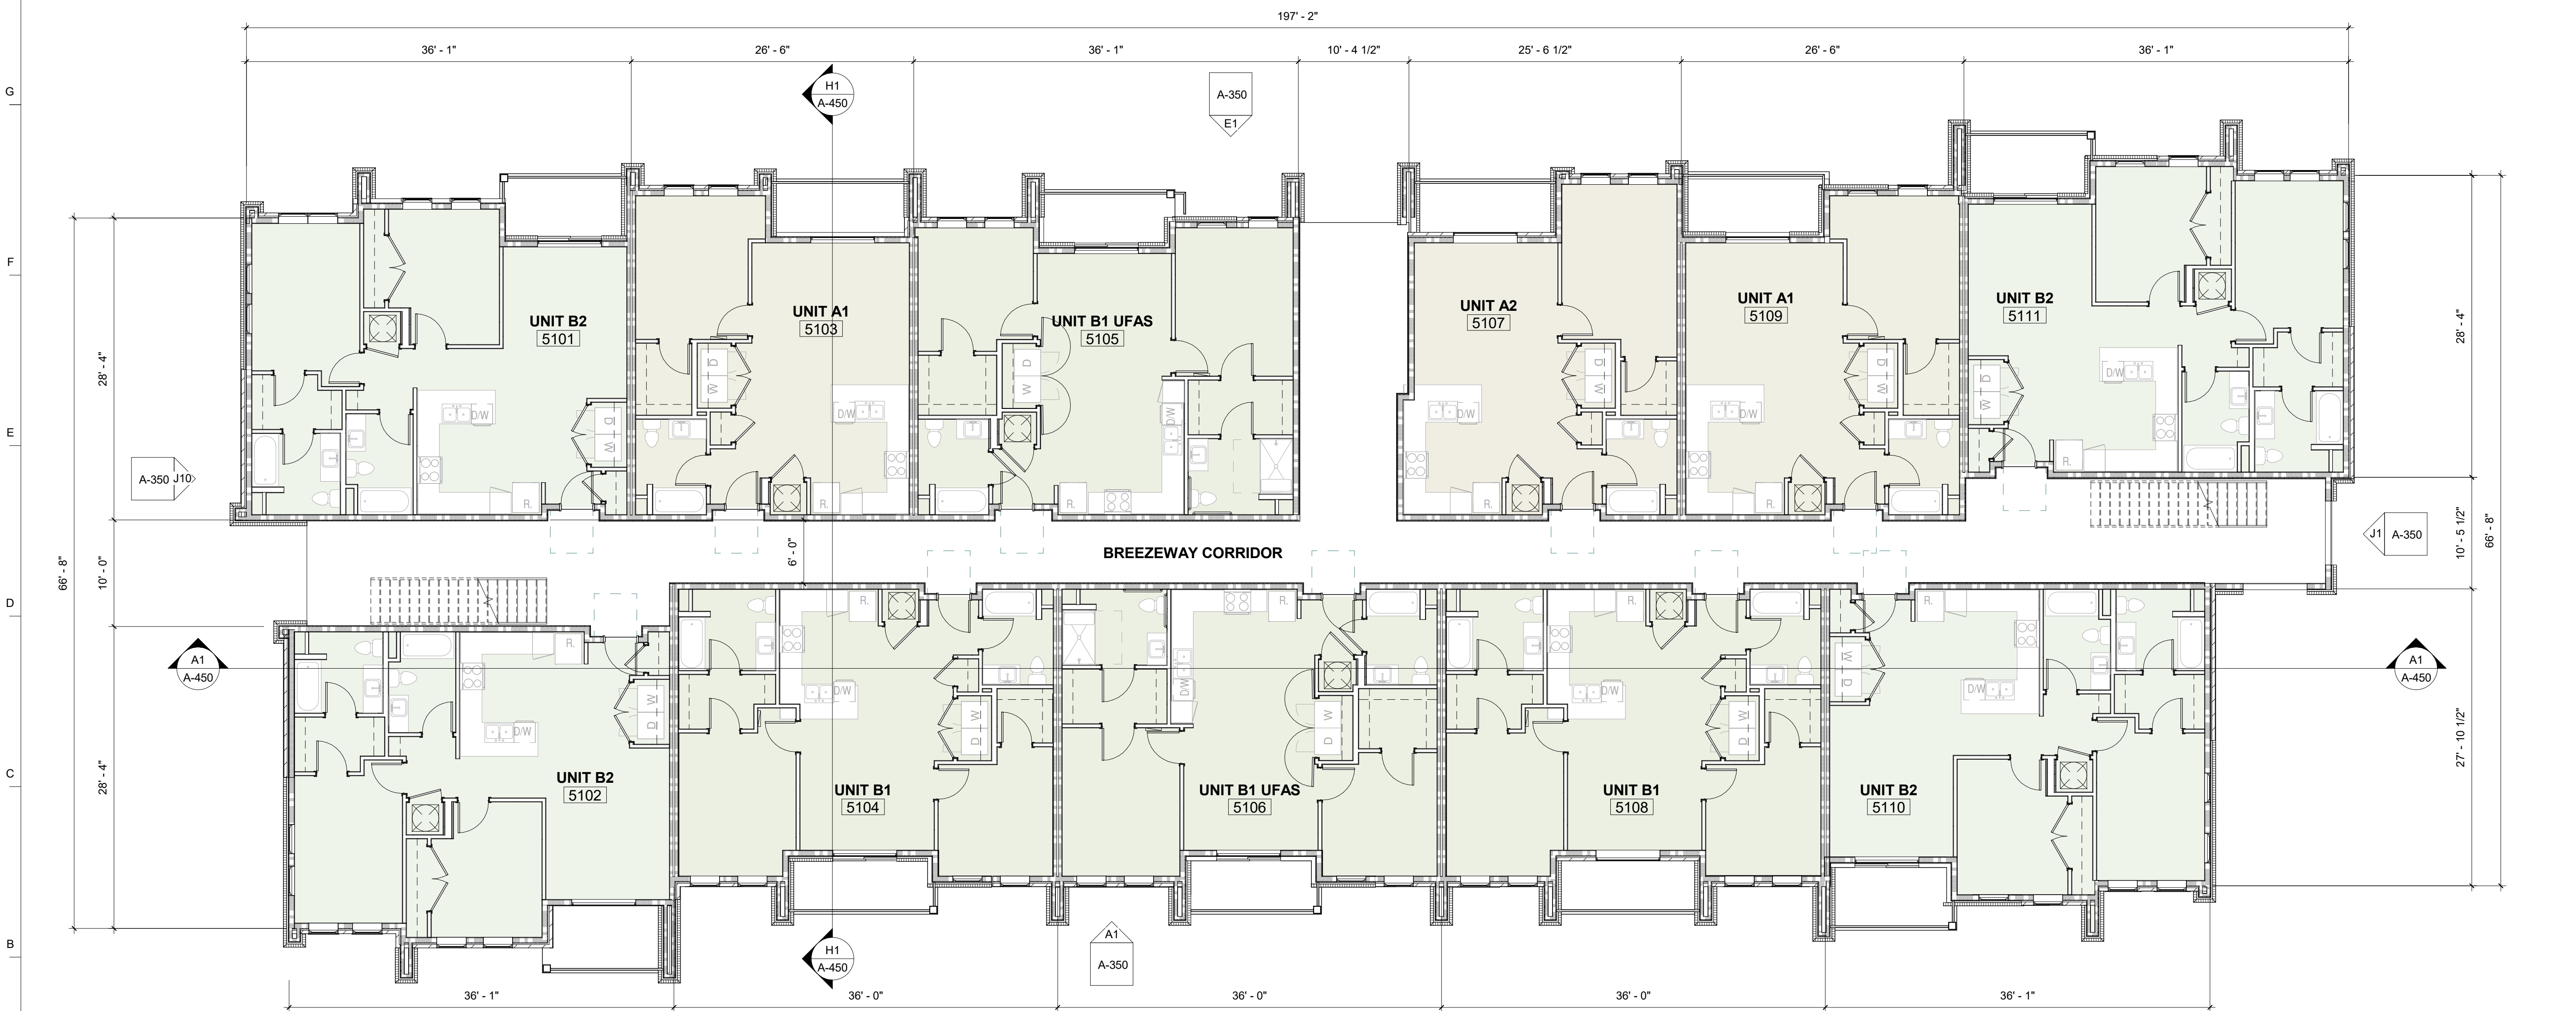 197' - 2"
36' - 1"
26' - 6"
36' - 1"
10' - 4 1/2"
25' - 6 1/2"
26' - 6"
36' - 1"
G
H1
A-450
A-350
E1
F
UNIT B2
5101
UNIT A1
5103
UNIT B1 UFAS
5105
UNIT A2
5107
UNIT A1
5109
UNIT B2
5111
28' - 4"
28' - 4"
D
W
W D
D
W
D
W
D/W
W
D
D/W
D/W
D/W
D/W
D/W
E
D
W
A-350 J10
R.
R.
R.
R.
R.
R.
J1 A-350
BREEZEWAY CORRIDOR
6' - 0"
66' - 8"
10' - 0"
10' - 5 1/2"
66' - 8"
D
R.
R.
R.
R.
R.
A1
A-450
A1
A-450
W
D
D/W
D/W
D/W
D/W
D/W
D W
D W
D W
D W
C
UNIT B2
5102
UNIT B1
5104
UNIT B1 UFAS
5106
UNIT B1
5108
UNIT B2
5110
28' - 4"
27' - 10 1/2"
B
H1
A-450
A1
A-350
36' - 1"
36' - 0"
36' - 0"
36' - 0"
36' - 1"